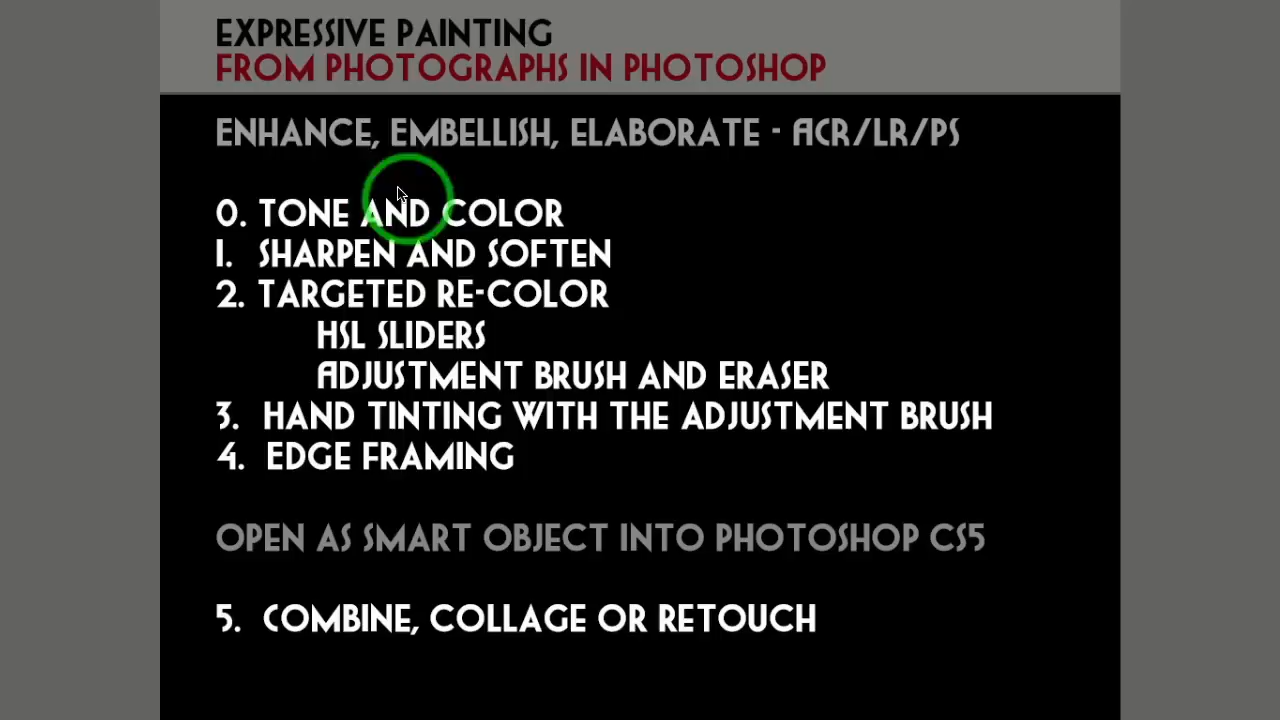 EXPRESSIVE PAINTING
FROM PHOTOGRAPHS IN PHOTOSHOP
ENHANCE, EMBELLISH, ELABORATE - ACR/LR/PS
0. TONE AND COLOR
1. SHARPEN AND SOFTEN
2. TARGETED RE-COLOR
HSL SLIDERS
ADJUSTMENT BRUSH AND ERASER
3. HAND TINTING WITH THE ADJUSTMENT BRUSH
4. EDGE FRAMING
OPEN AS SMART OBJECT INTO PHOTOSHOP CS5
5. COMBINE, COLLAGE OR RETOUCH